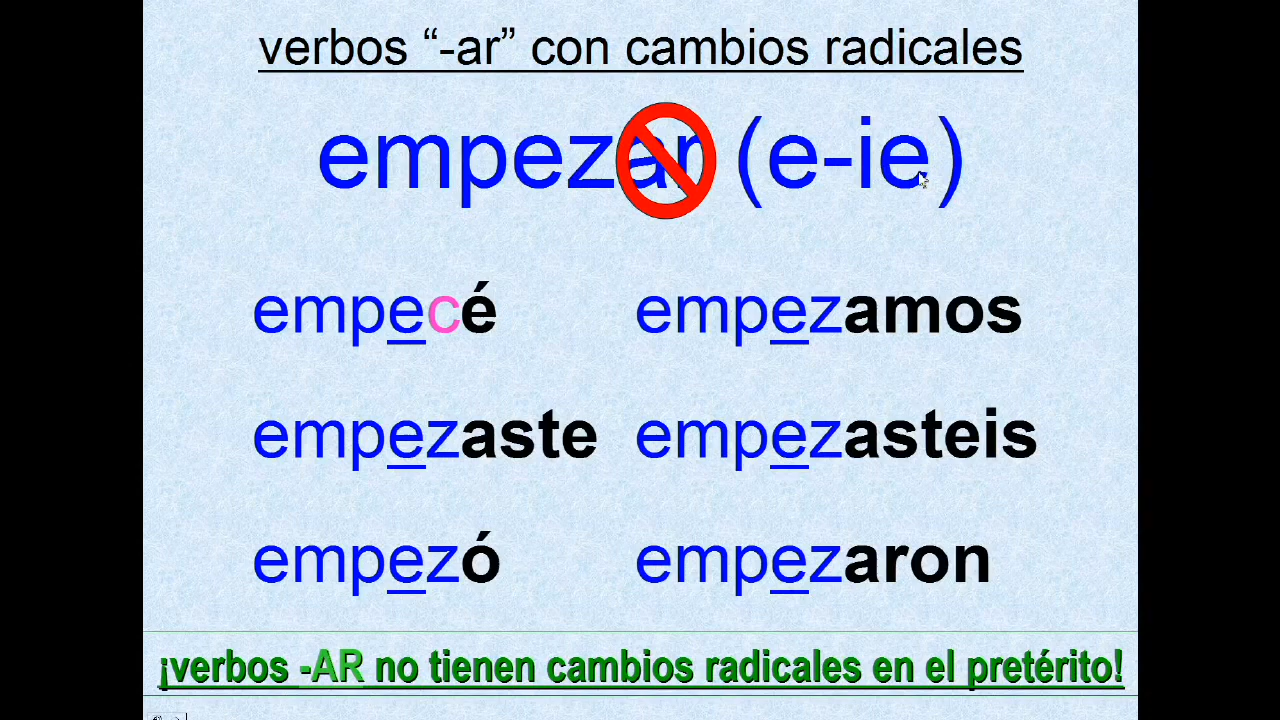 verbos “-ar” con cambios radicales
empezar (e-ie)
empecé empezamos
empezaste empezasteis
empezó empezaron
¡verbos -AR no tienen cambios radicales en el pretérito!